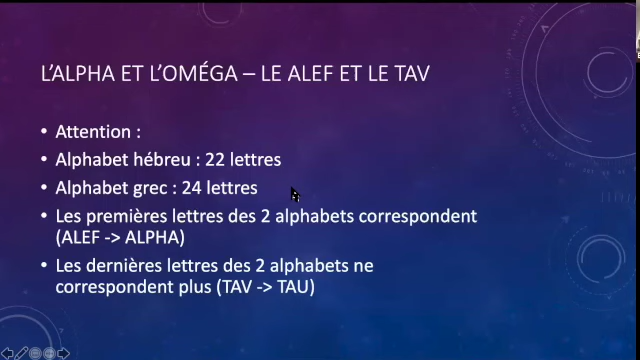 L'ALPHA ET L'OMÉGA – LE ALEF ET LE TAV
• Attention :
• Alphabet hébreu : 22 lettres
• Alphabet grec : 24 lettres
• Les premières lettres des 2 alphabets correspondent
(ALEF -> ALPHA)
• Les dernières lettres des 2 alphabets ne
correspondent plus (TAV -> TAU)